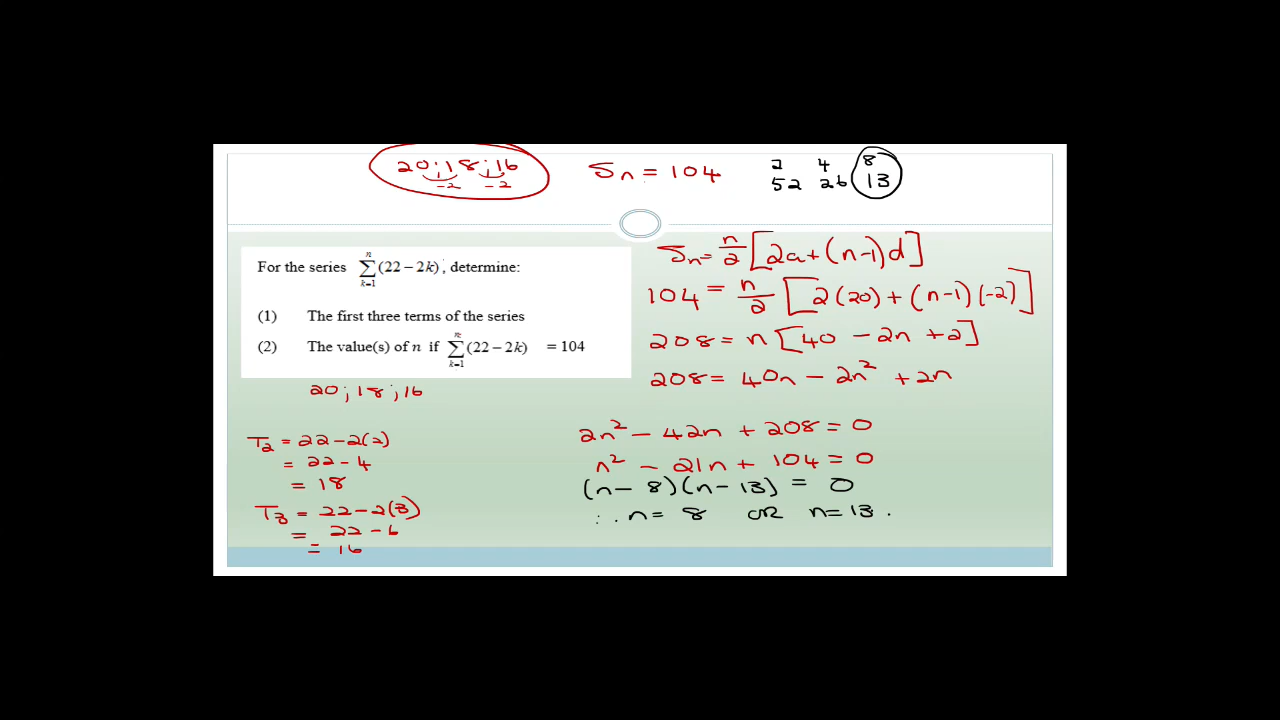 20;18;16
-2 -2
Sn = 104
2 4 8
52 26 13
For the series \sum_{k=1}^{n} (22 − 2k), determine:
(1) The first three terms of the series
(2) The value(s) of n if \sum_{k=1}^{n} (22 − 2k) = 104
20;18;16
T2 = 22-2(2)
= 22-4
= 18
T3 = 22-2(3)
= 22-6
= 16
Sn = n/2 [2a+(n-1)d]
104 = n/2 [2(20)+(n-1)(-2)]
208 = n [40 - 2n + 2]
208 = 40n - 2n² + 2n
2n² - 42n + 208 = 0
n² - 21n + 104 = 0
(n-8)(n-13) = 0
∴ n = 8 or n = 13.